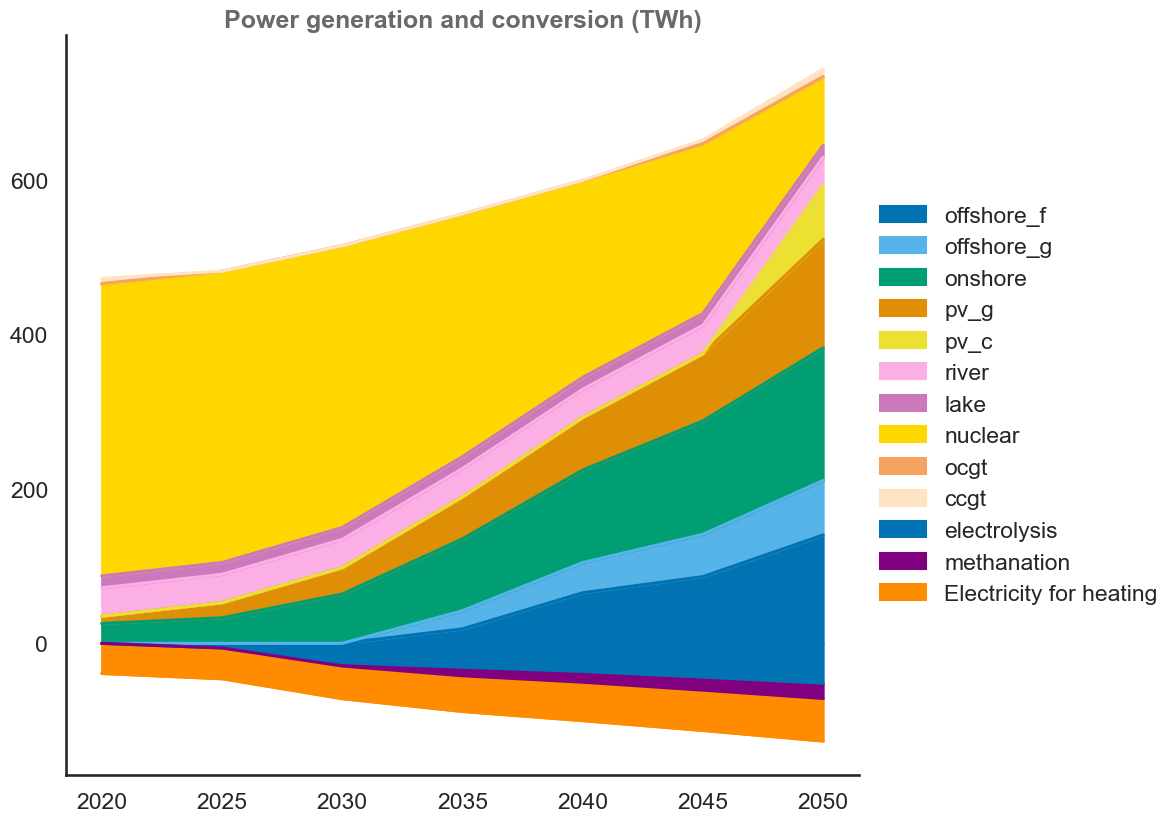 Power generation and conversion (TWh)
600
400
200
0
2020 2025 2030 2035 2040 2045 2050
offshore_f
offshore_g
onshore
pv_g
pv_c
river
lake
nuclear
ocgt
ccgt
electrolysis
methanation
Electricity for heating